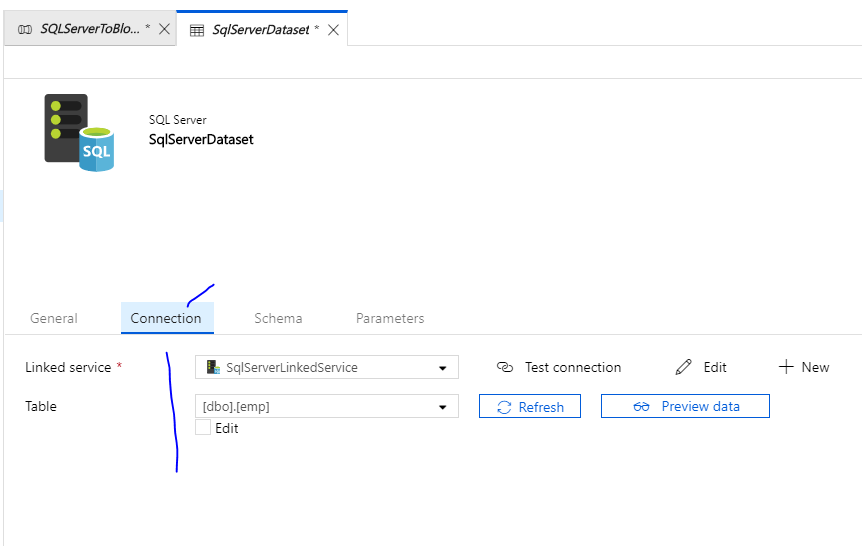 SQLServerToBlo... *
SqlServerDataset *
SQL Server
SqlServerDataset
SQL
General Connection Schema Parameters
Linked service * SqlServerLinkedService Test connection Edit New
Table [dbo].[emp] Refresh Preview data
Edit